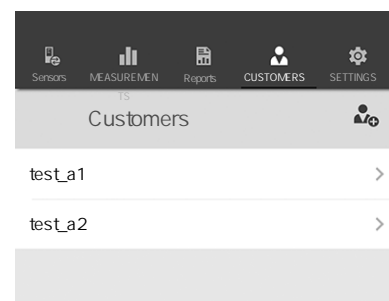 Sensors MEASUREMEN Reports CUSTOMERS SETTINGS
TS
Customers
test_a1
test_a2